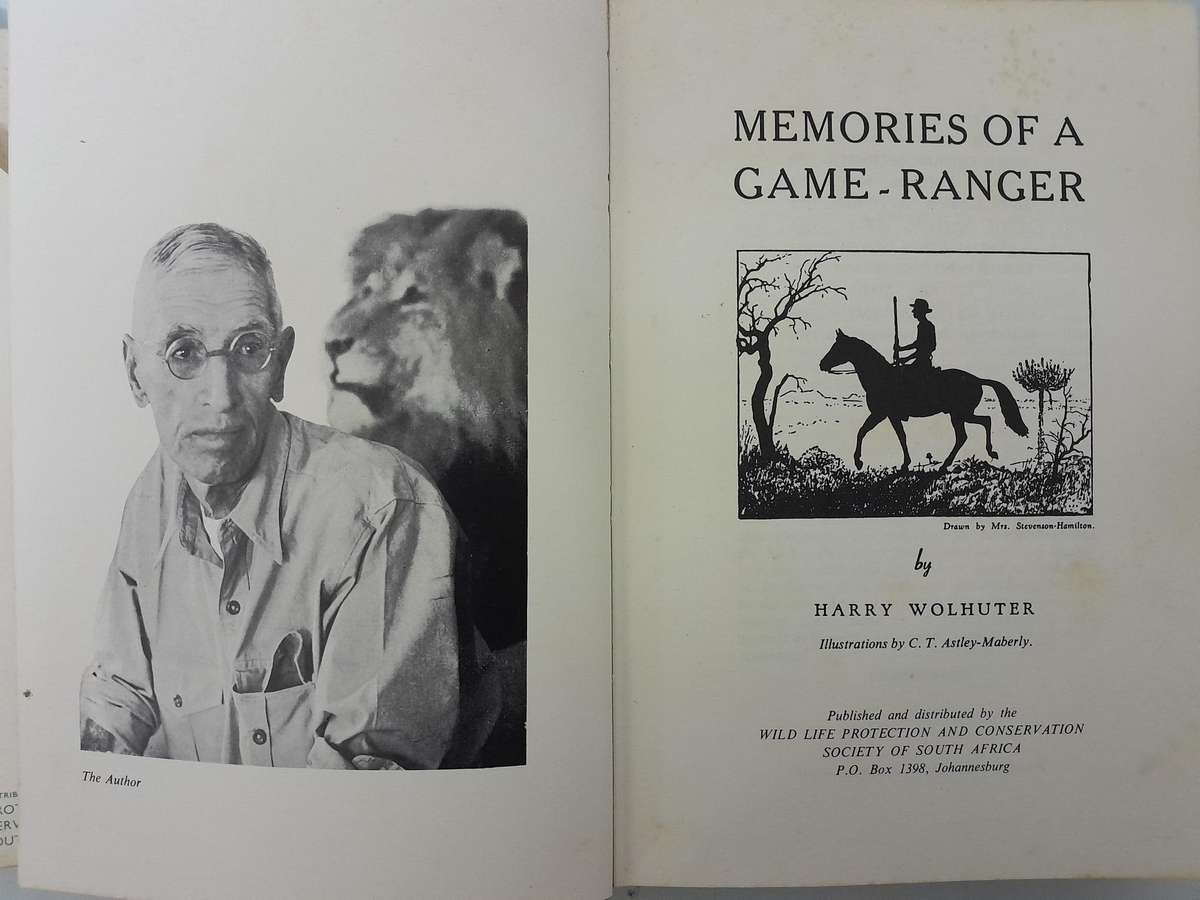 The Author
MEMORIES OF A
GAME - RANGER
Drawn by Mrs. Stevenson-Hamilton.
by
HARRY WOLHUTER
Illustrations by C. T. Astley-Maberly.
Published and distributed by the
WILD LIFE PROTECTION AND CONSERVATION
SOCIETY OF SOUTH AFRICA
P.O. Box 1398, Johannesburg